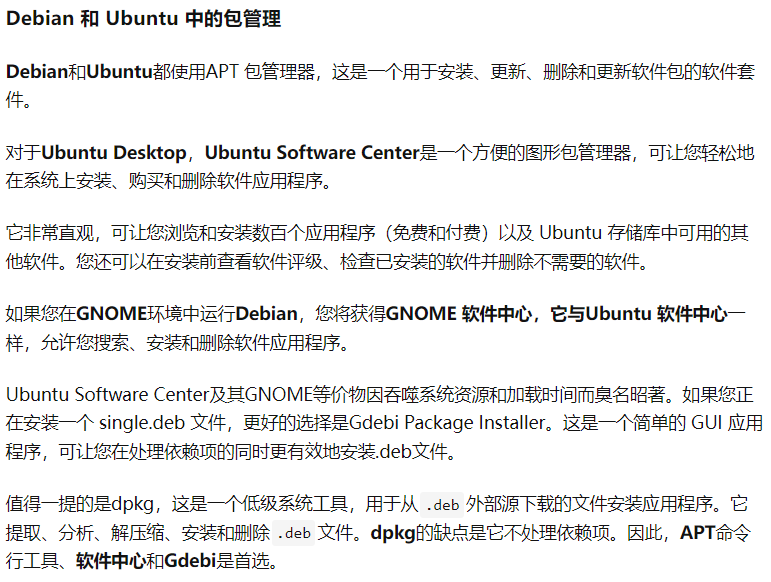 Debian 和 Ubuntu 中的包管理
Debian和Ubuntu都使用APT 包管理器，这是一个用于安装、更新、删除和更新软件包的软件套
件。
对于Ubuntu Desktop，Ubuntu Software Center是一个方便的图形包管理器，可让您轻松地
在系统上安装、购买和删除软件应用程序。
它非常直观，可让您浏览和安装数百个应用程序（免费和付费）以及 Ubuntu 存储库中可用的其
他软件。您还可以在安装前查看软件评级、检查已安装的软件并删除不需要的软件。
如果您在GNOME环境中运行Debian，您将获得GNOME 软件中心，它与Ubuntu 软件中心一
样，允许您搜索、安装和删除软件应用程序。
Ubuntu Software Center及其GNOME等价物因吞噬系统资源和加载时间而臭名昭著。如果您正
在安装一个 single.deb 文件，更好的选择是Gdebi Package Installer。这是一个简单的 GUI 应用
程序，可让您在处理依赖项的同时更有效地安装.deb文件。
值得一提的是dpkg，这是一个低级系统工具，用于从 .deb 外部源下载的文件安装应用程序。它
提取、分析、解压缩、安装和删除 .deb 文件。dpkg的缺点是它不处理依赖项。因此，APT命令
行工具、软件中心和Gdebi是首选。